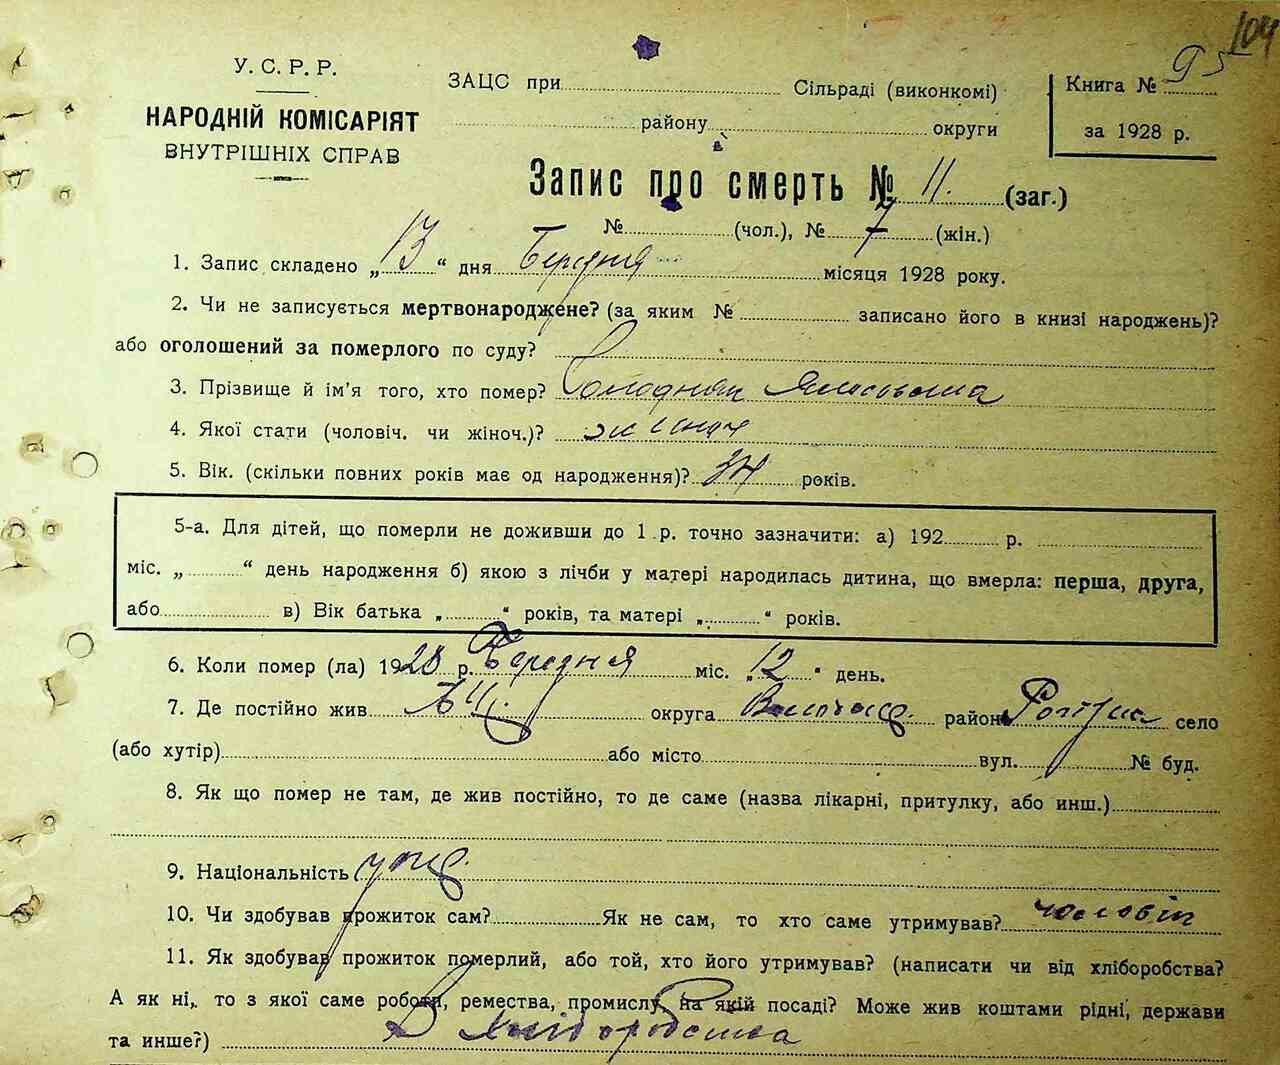 104
У.С.Р.Р.
НАРОДНІЙ КОМІСАРІЯТ
ВНУТРІШНІХ СПРАВ
ЗАЦС при Сільраді (виконкомі)
району округи
Книга № 95
за 1928 р.
Запис про смерть № 11. (заг.)
№ (чол.), № 7 (жін.)
1. Запис складено „ 13 “ дня Березня місяця 1928 року.
2. Чи не записується мертвонароджене? (за яким № записано його в книзі народжень)?
або оголошений за померлого по суду?
3. Прізвище й ім'я того, хто помер?
4. Якої стати (чоловіч. чи жіноч.)? жіноч
5. Вік. (скільки повних років має од народження)? 34 років.
5-а. Для дітей, що померли не доживши до 1 р. точно зазначити: а) 192 р.
міс. „ “ день народження б) якою з лічби у матері народилась дитина, що вмерла: перша, друга,
або в) Вік батька „ “ років, та матері „ “ років.
6. Коли помер (ла) 1928 р. Березня міс. „12“ день.
7. Де постійно жив округа район село
(або хутір) або місто вул. № буд.
8. Як що помер не там, де жив постійно, то де саме (назва лікарні, притулку, або инш.)
9. Національність укр.
10. Чи здобував прожиток сам? Як не сам, то хто саме утримував? чоловік
11. Як здобував прожиток померлий, або той, хто його утримував? (написати чи від хліборобства?
А як ні, то з якої саме роботи, ремества, промислу, на якій посаді? Може жив коштами рідні, держави
та инше?) З хліборобства